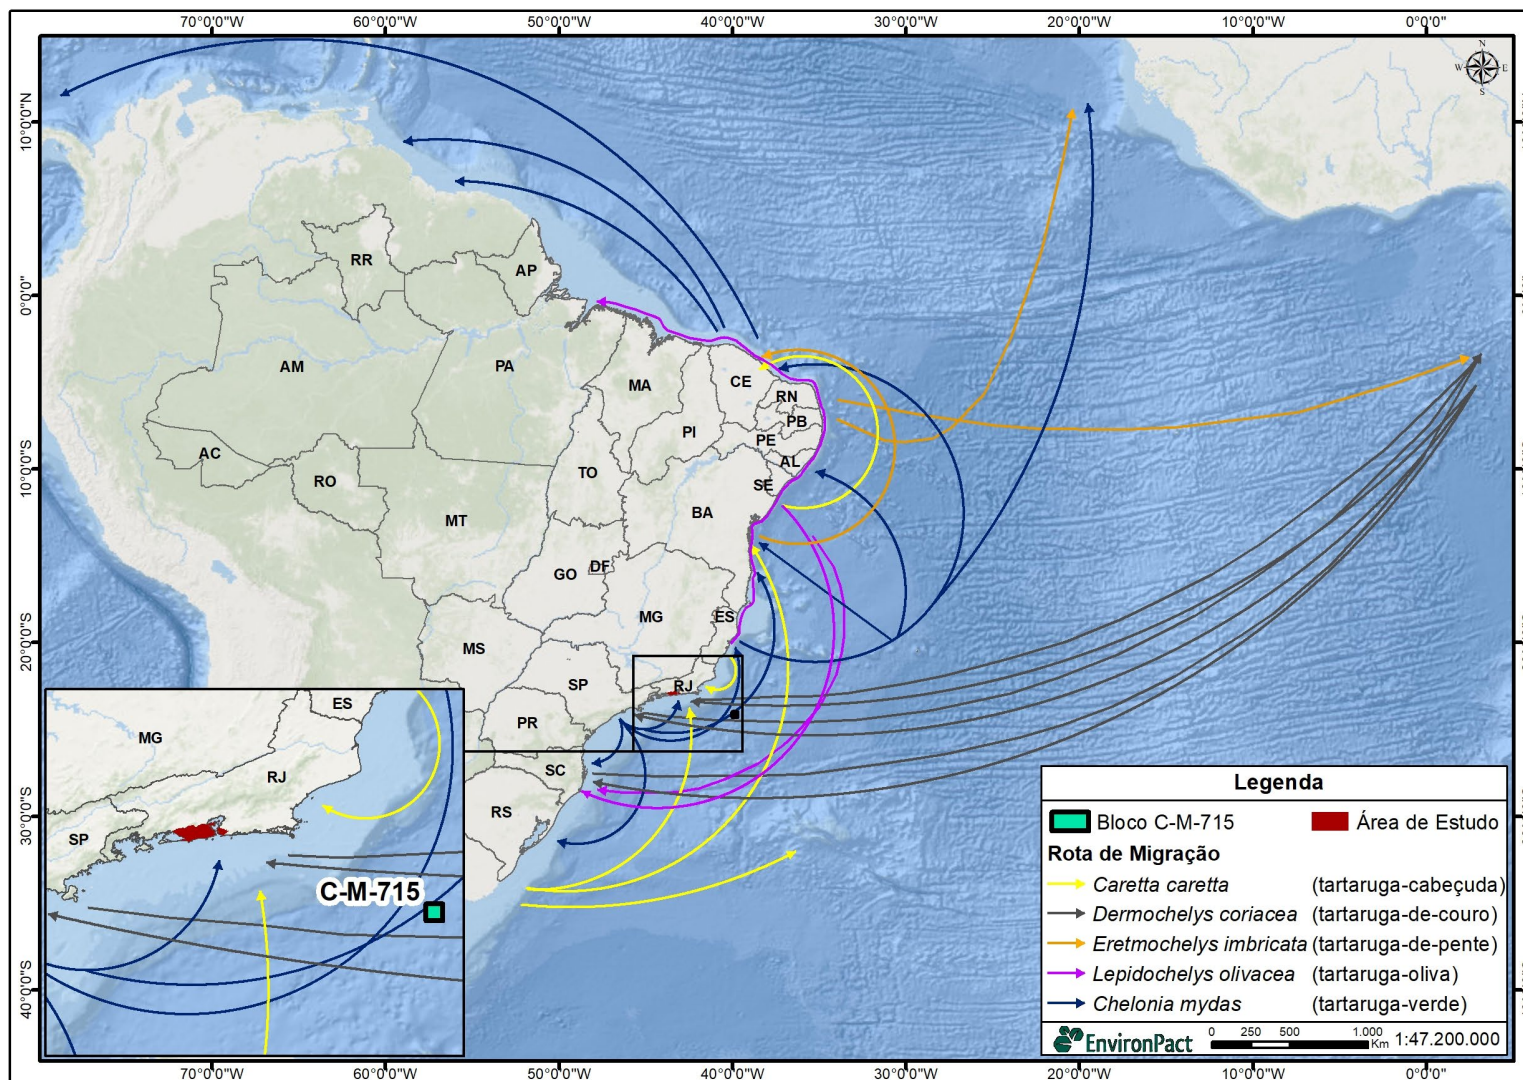 70°0'0"W 60°0'0"W 50°0'0"W 40°0'0"W 30°0'0"W 20°0'0"W 10°0'0"W 0°0'0"
N
W E
S
10°0'0"N
0°0'0"
10°0'0"S
20°0'0"S
30°0'0"S
40°0'0"S
RR
AP
AM
PA
MA
CE
RN
PB
PI
PE
AC
AL
TO
RO
SE
BA
MT
GO
DF
MG
ES
MS
SP
RJ
PR
SC
RS
ES
MG
RJ
SP
C-M-715
Legenda
Bloco C-M-715 Área de Estudo
Rota de Migração
Caretta caretta (tartaruga-cabeçuda)
Dermochelys coriacea (tartaruga-de-couro)
Eretmochelys imbricata (tartaruga-de-pente)
Lepidochelys olivacea (tartaruga-oliva)
Chelonia mydas (tartaruga-verde)
EnvironPact
0 250 500 1.000
Km
1:47.200.000
70°0'0"W 60°0'0"W 50°0'0"W 40°0'0"W 30°0'0"W 20°0'0"W 10°0'0"W 0°0'0"